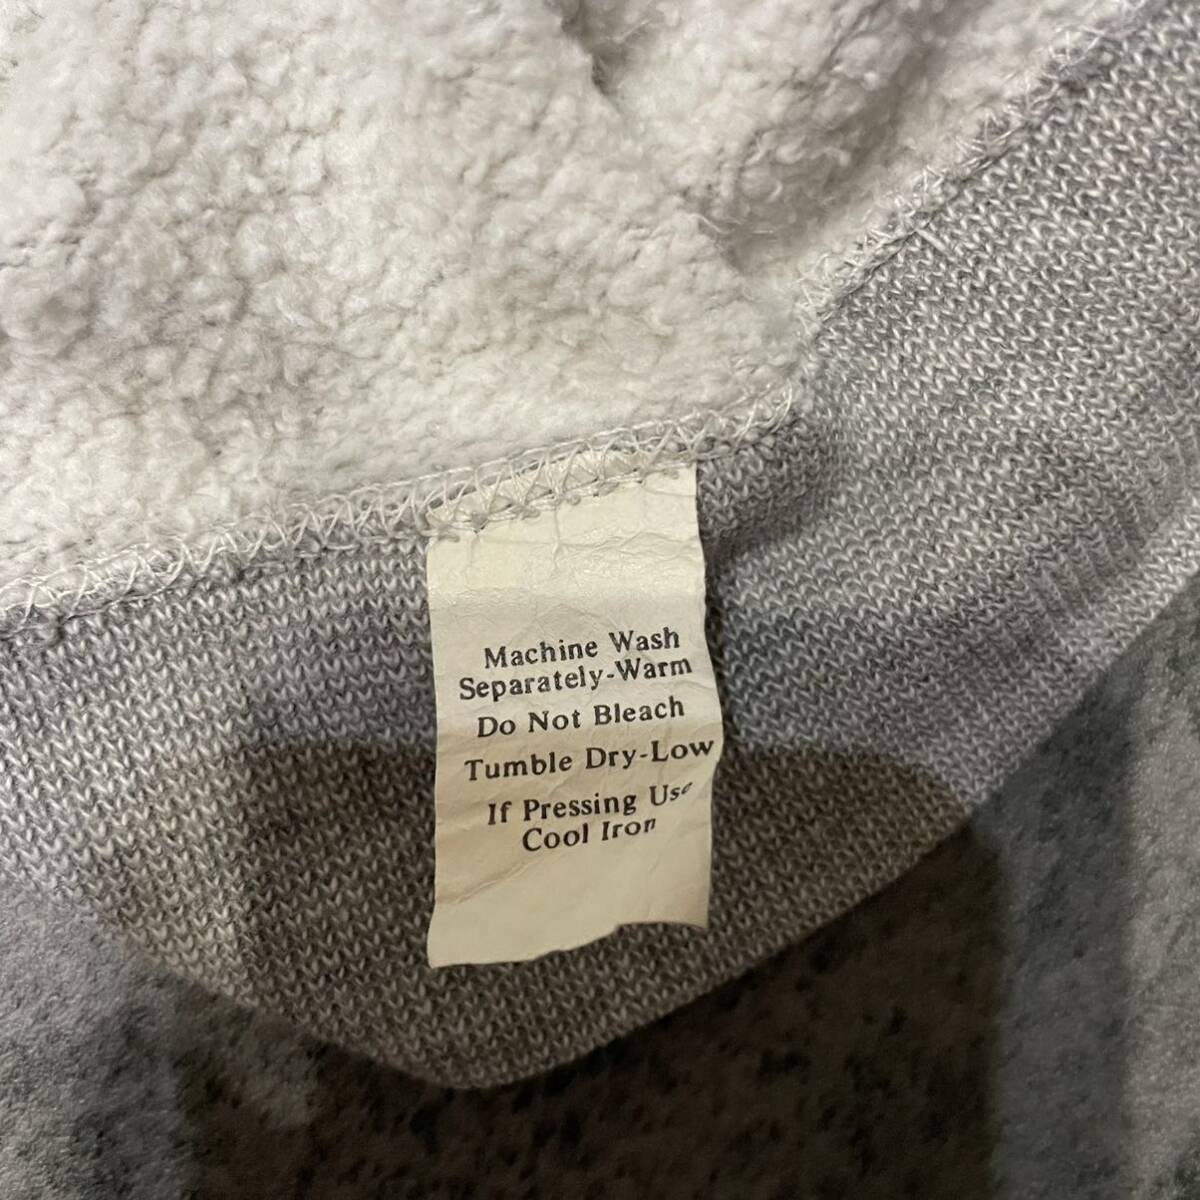 Machine Wash
Separately-Warm
Do Not Bleach
Tumble Dry-Low
If Pressing Use
Cool Iron